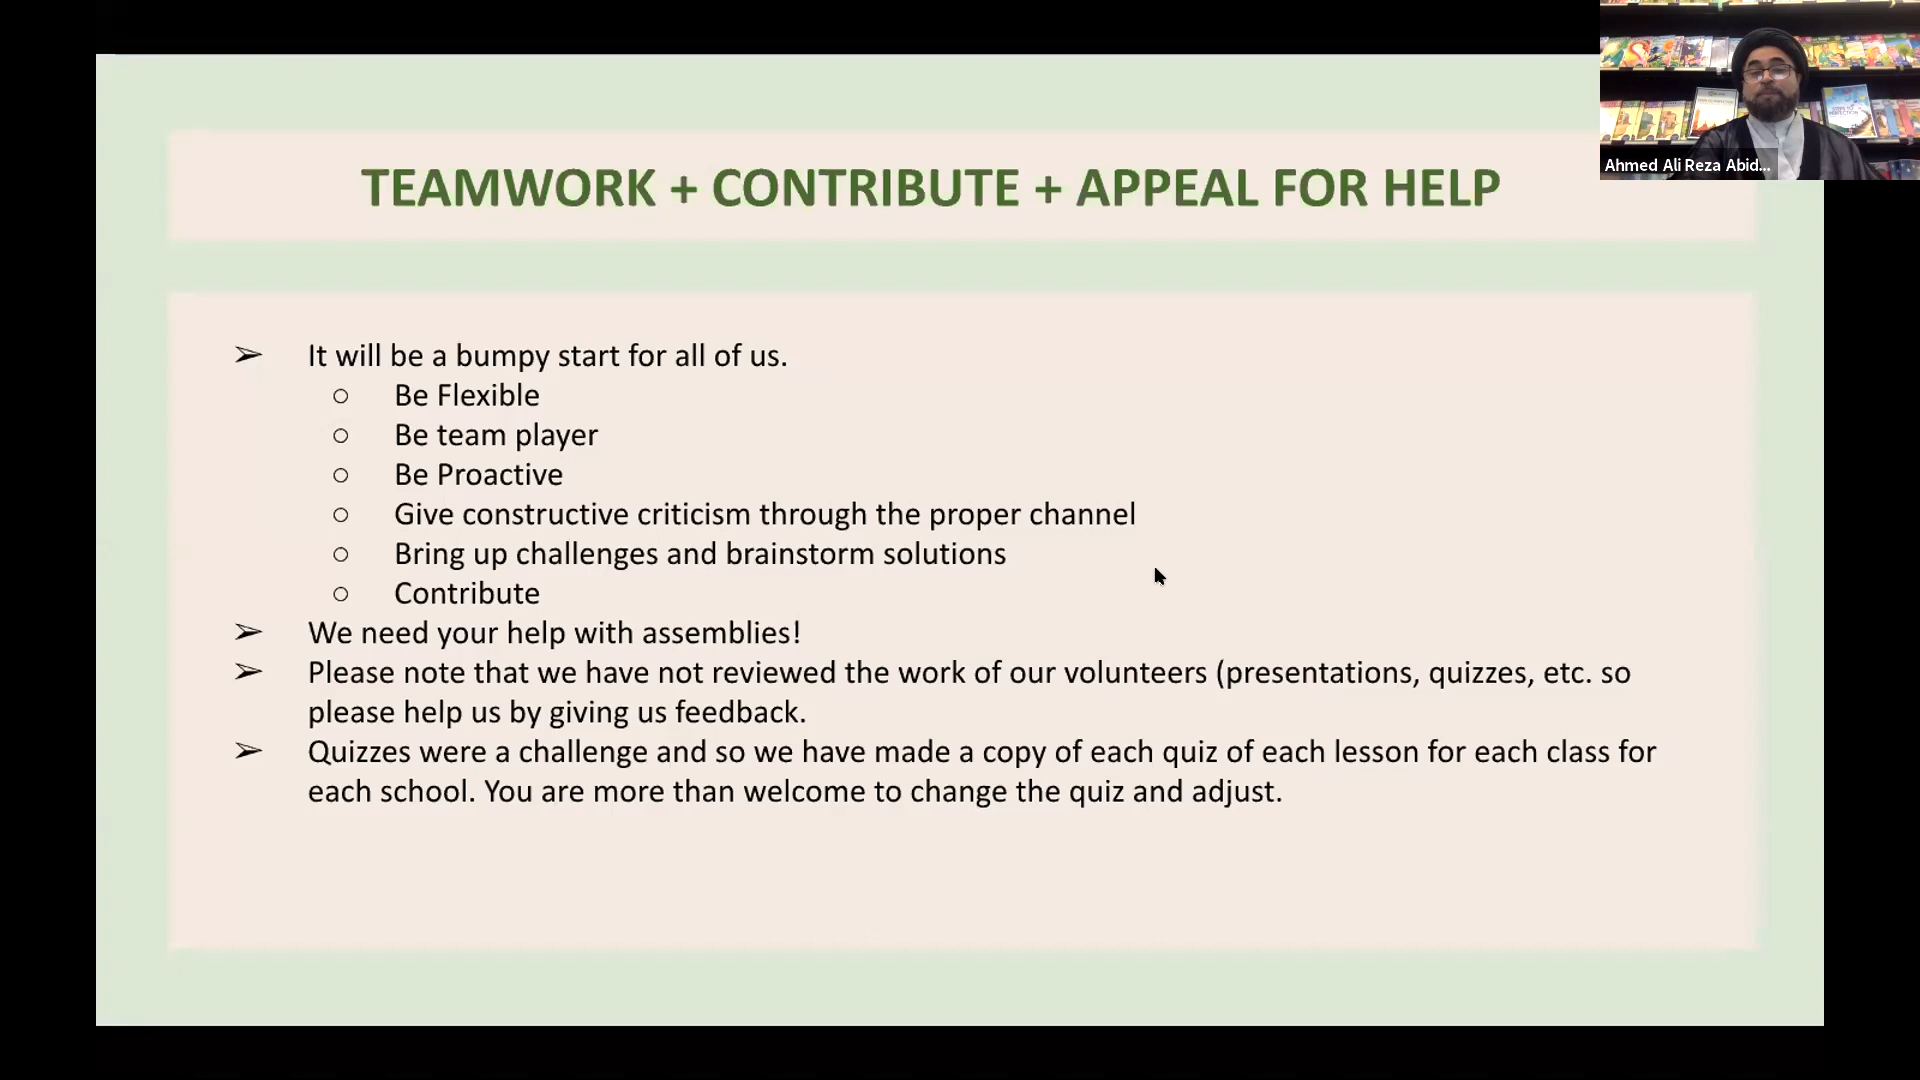 TEAMWORK + CONTRIBUTE + APPEAL FOR HELP
Ahmed Ali Reza Abid...
➢ It will be a bumpy start for all of us.
○ Be Flexible
○ Be team player
○ Be Proactive
○ Give constructive criticism through the proper channel
○ Bring up challenges and brainstorm solutions
○ Contribute
➢ We need your help with assemblies!
➢ Please note that we have not reviewed the work of our volunteers (presentations, quizzes, etc. so
please help us by giving us feedback.
➢ Quizzes were a challenge and so we have made a copy of each quiz of each lesson for each class for
each school. You are more than welcome to change the quiz and adjust.